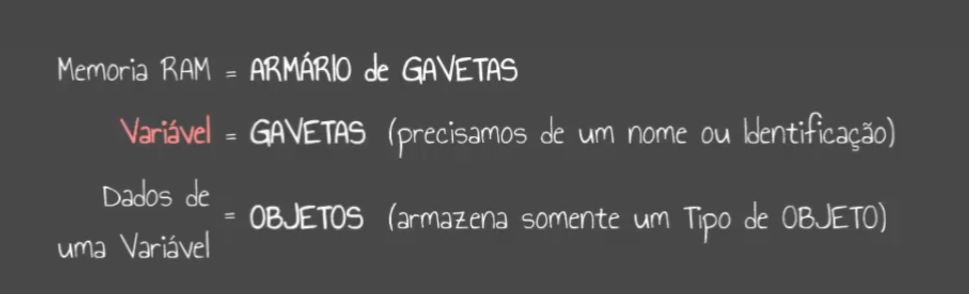 Memoria RAM = ARMÁRIO de GAVETAS
Variável = GAVETAS (precisamos de um nome ou Identificação)
Dados de
uma Variável = OBJETOS (armazena somente um Tipo de OBJETO)